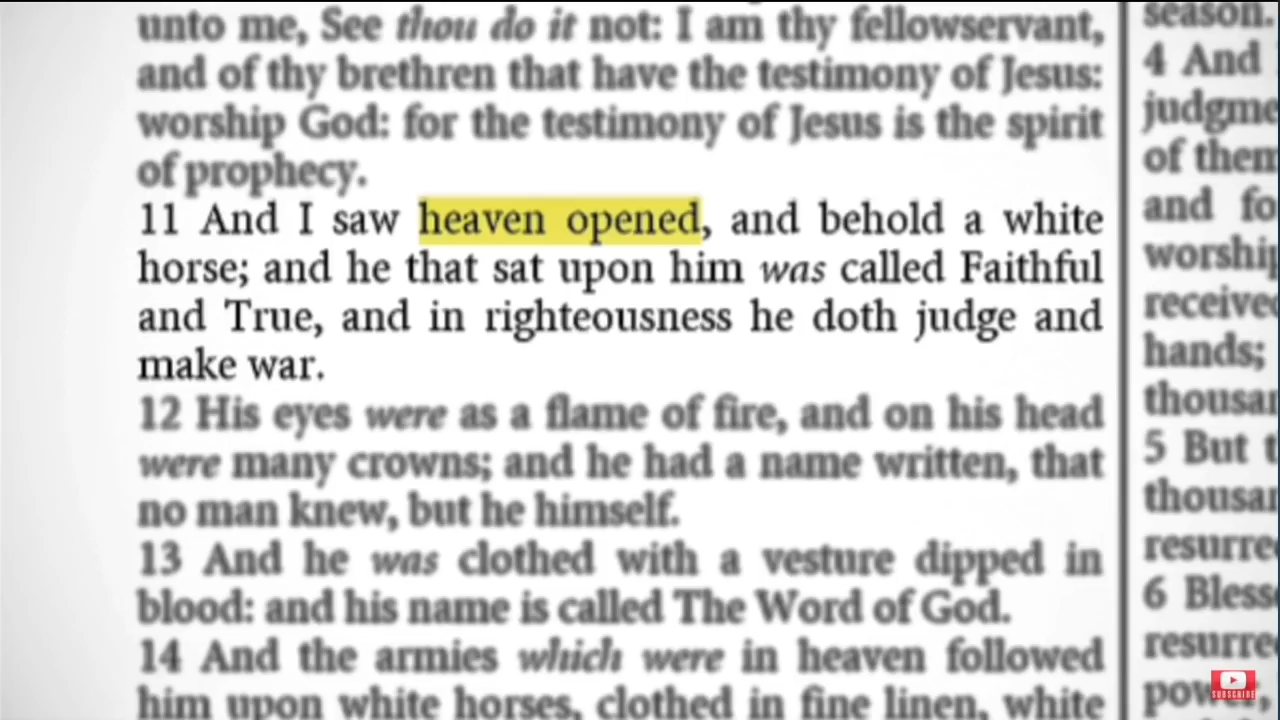 unto me, See thou do it not: I am thy fellowservant,
and of thy brethren that have the testimony of Jesus:
worship God: for the testimony of Jesus is the spirit
of prophecy.
11 And I saw heaven opened, and behold a white
horse; and he that sat upon him was called Faithful
and True, and in righteousness he doth judge and
make war.
12 His eyes were as a flame of fire, and on his head
were many crowns; and he had a name written, that
no man knew, but he himself.
13 And he was clothed with a vesture dipped in
blood: and his name is called The Word of God.
14 And the armies which were in heaven followed
him upon white horses, clothed in fine linen, white
season.
4 And
judgme
of them
and fo
worship
received
hands;
thousan
5 But t
thousan
resurre
6 Bless
resurre
SUBSCRIBE